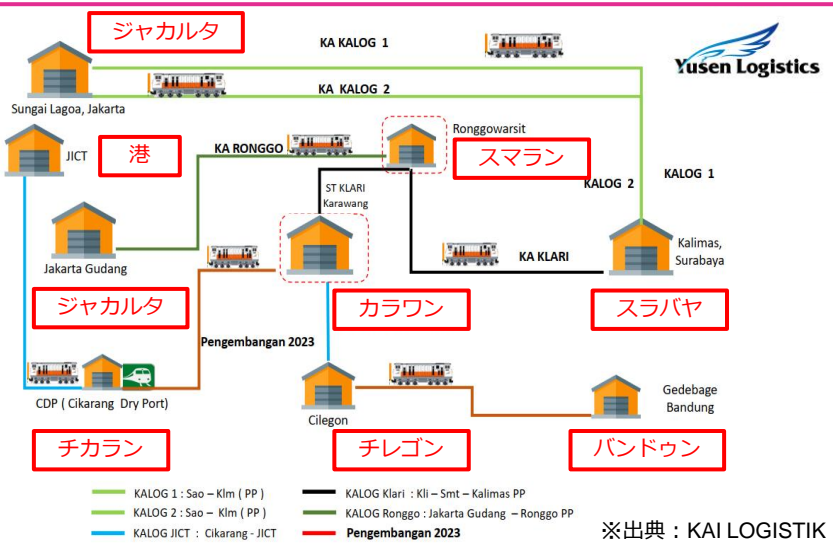 ジャカルタ
KA KALOG 1
Yusen Logistics
KA KALOG 2
Sungai Lagoa, Jakarta
JICT
港
KA RONGGO
Ronggowarsit
スマラン
KALOG 2
KALOG 1
ST KLARI
Karawang
Jakarta Gudang
KA KLARI
Kalimas,
Surabaya
ジャカルタ
カラワン
スラバヤ
Pengembangan 2023
CDP ( Cikarang Dry Port)
Cilegon
Gedebage
Bandung
チカラン
チレゴン
バンドゥン
KALOG 1 : Sao – Klm ( PP )
KALOG Klari : Kli – Smt – Kalimas PP
KALOG 2 : Sao – Klm ( PP )
KALOG Ronggo : Jakarta Gudang – Ronggo PP
KALOG JICT : Cikarang - JICT
Pengembangan 2023
※出典：KAI LOGISTIK